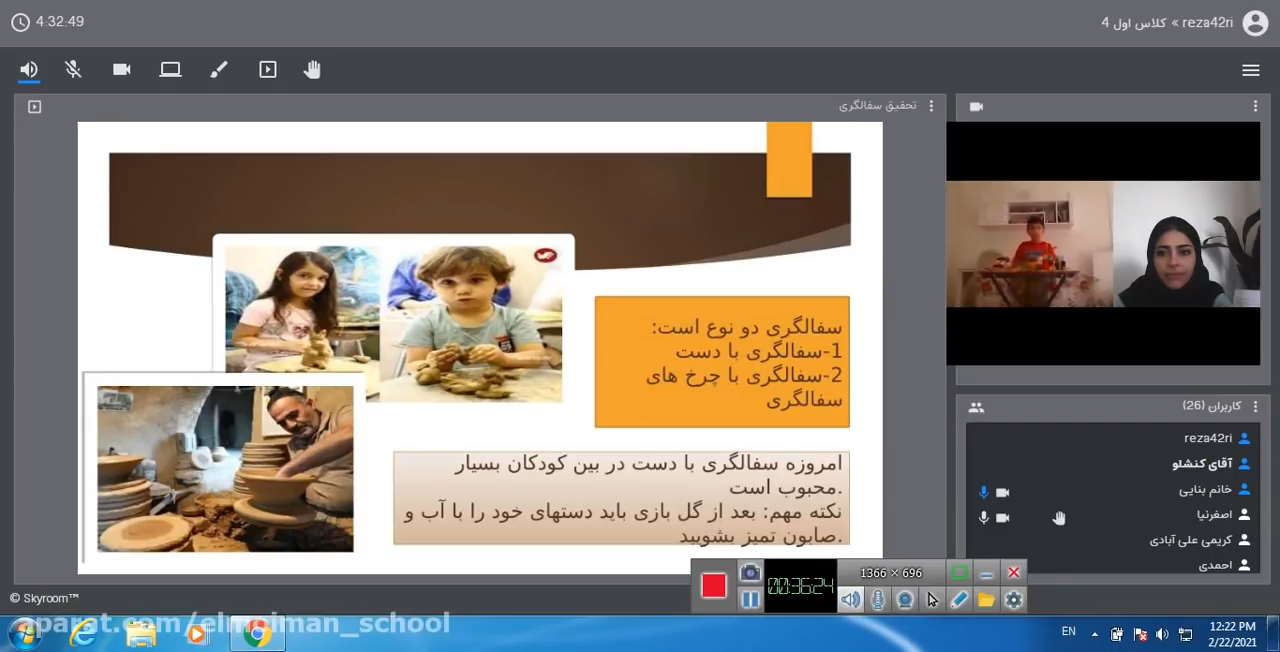 4:32:49
reza42ri » کلاس اول 4
تحقیق سفالگری
سفالگری دو نوع است:
1-سفالگری با دست
2-سفالگری با چرخ های
سفالگری
امروزه سفالگری با دست در بین کودکان بسیار
.محبوب است
نکته مهم: بعد از گل بازی باید دستهای خود را با آب و
.صابون تمیز بشویید
کاربران (26)
reza42ri
آقای کنشلو
خانم بنایی
اصغرنیا
کریمی علی آبادی
احمدی
© Skyroom™
00:36:24
1366 × 696
aparat.com/elmoiman_school
EN
12:22 PM
2/22/2021